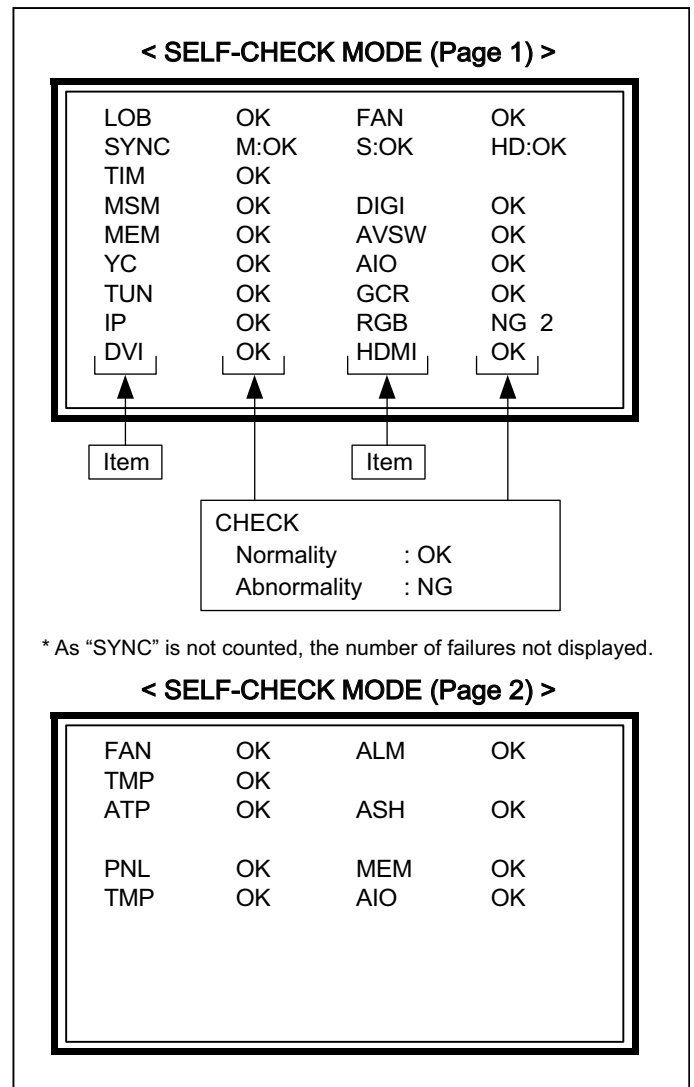 < SELF-CHECK MODE (Page 1) >
LOB OK FAN OK
SYNC M:OK S:OK HD:OK
TIM OK
MSM OK DIGI OK
MEM OK AVSW OK
YC OK AIO OK
TUN OK GCR OK
IP OK RGB NG 2
DVI OK HDMI OK
Item Item
CHECK
Normality : OK
Abnormality : NG
* As “SYNC” is not counted, the number of failures not displayed.
< SELF-CHECK MODE (Page 2) >
FAN OK ALM OK
TMP OK
ATP OK ASH OK
PNL OK MEM OK
TMP OK AIO OK